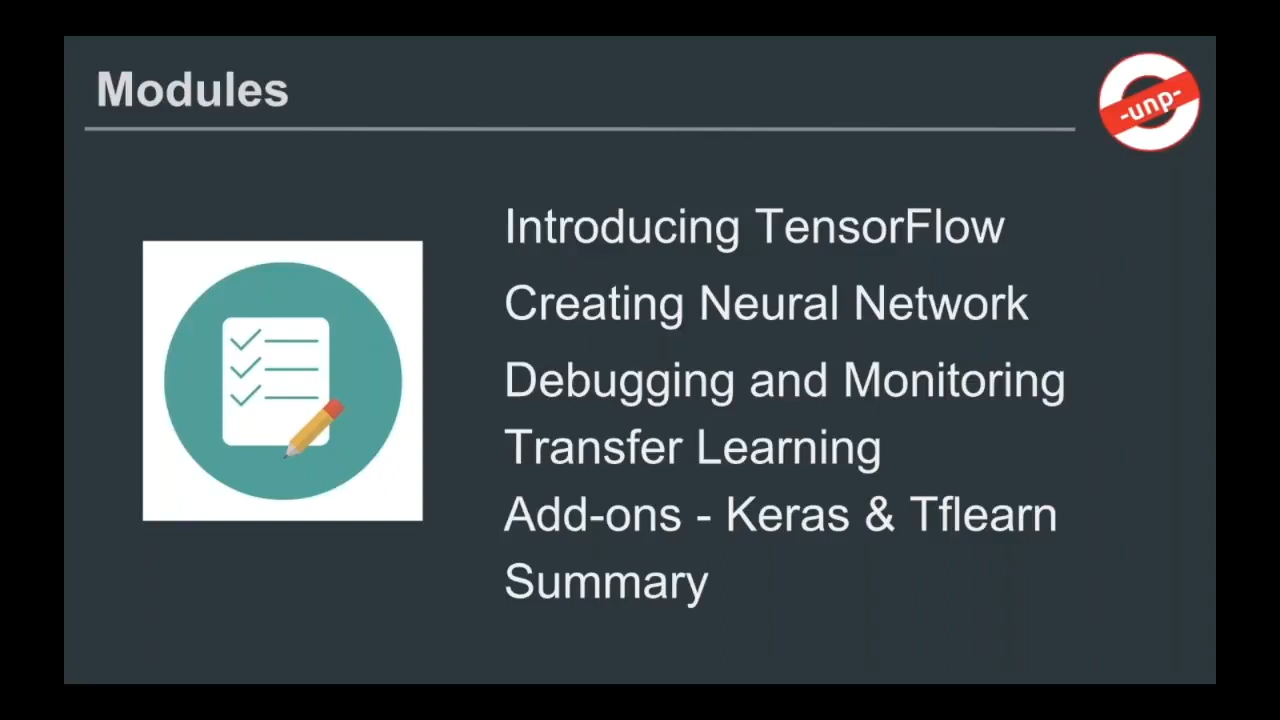 Modules
-unp-
Introducing TensorFlow
Creating Neural Network
Debugging and Monitoring
Transfer Learning
Add-ons - Keras & Tflearn
Summary